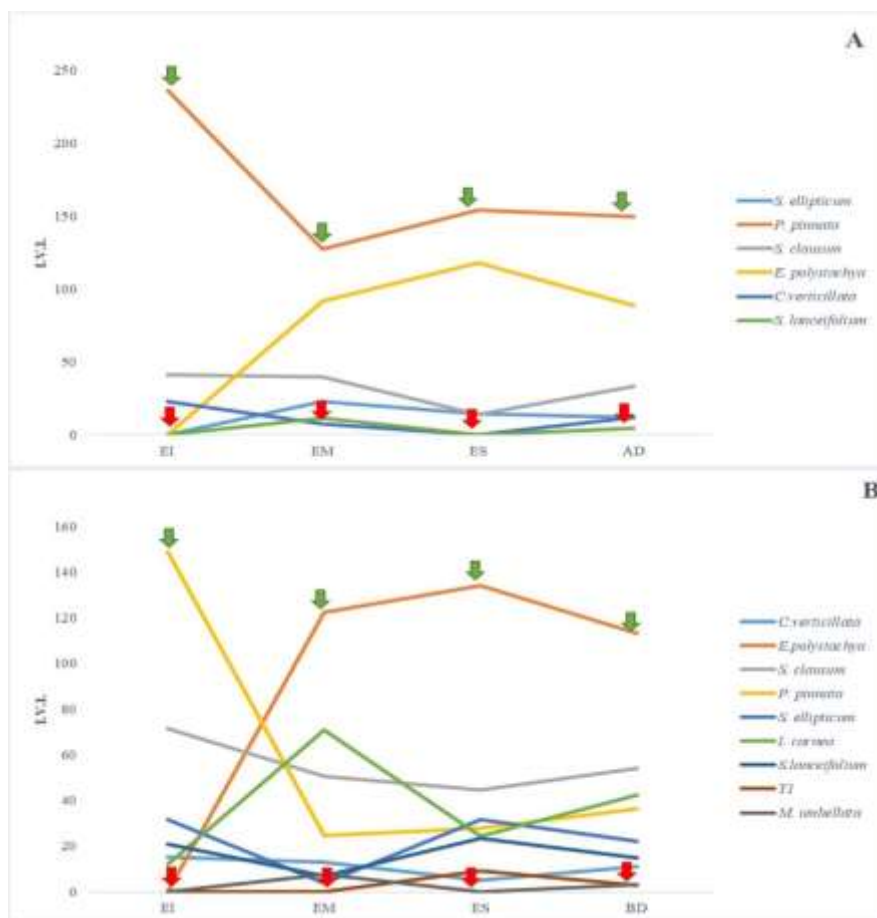 A
250
200
150
100
50
0
I.V.I.
EI EM ES AD
S. ellipticum
P. pinnata
S. clausum
E. polystachya
C.verticillata
S. lanceifolium
B
160
140
120
100
80
60
40
20
0
I.V.I.
EI EM ES BD
C.verticillata
E.polystachya
S. clausum
P. pinnata
S. ellipticum
I. carnea
S.lanceifolium
T1
M. umbellata